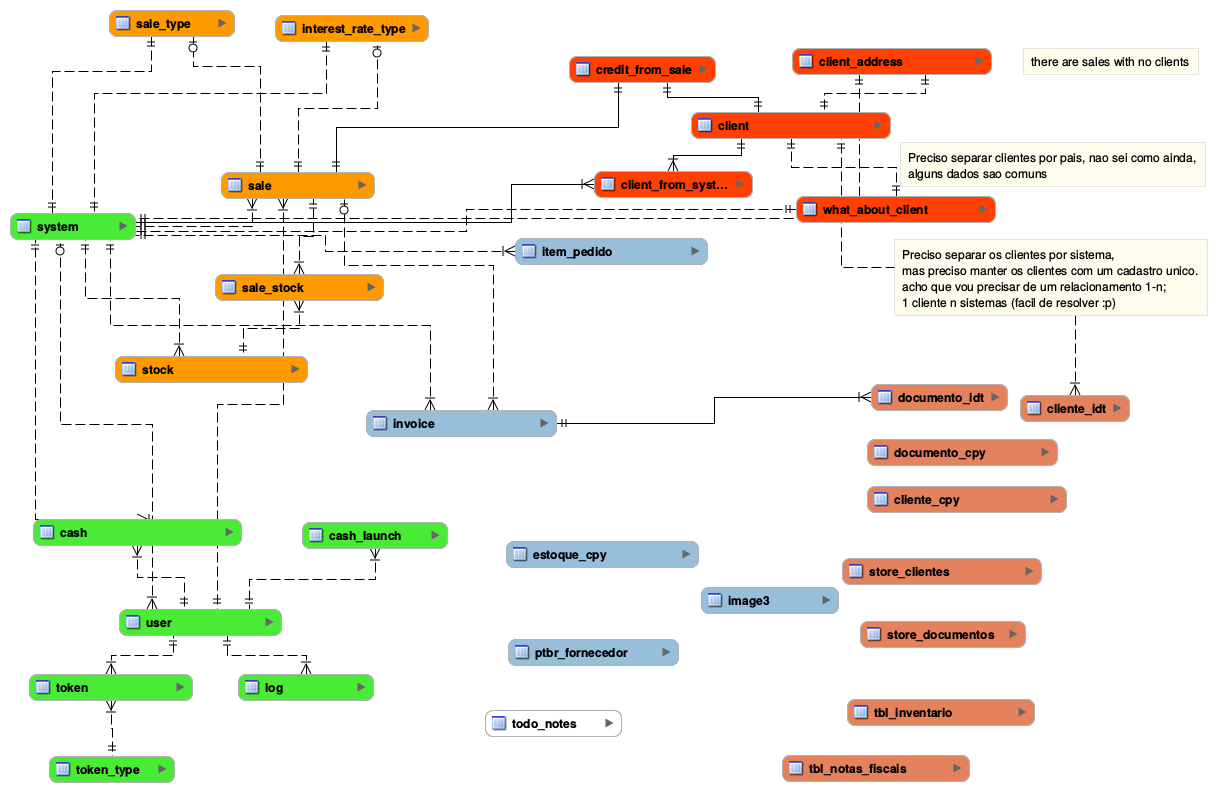 sale_type
interest_rate_type
credit_from_sale
client_address
there are sales with no clients
client
Preciso separar clientes por pais, nao sei como ainda,
alguns dados sao comuns
sale
client_from_syst...
what_about_client
system
item_pedido
Preciso separar os clientes por sistema,
mas preciso manter os clientes com um cadastro unico.
acho que vou precisar de um relacionamento 1-n;
1 cliente n sistemas (facil de resolver :p)
sale_stock
stock
documento_idt
cliente_idt
invoice
documento_cpy
cliente_cpy
cash
cash_launch
estoque_cpy
store_clientes
image3
user
store_documentos
ptbr_fornecedor
token
log
tbl_inventario
todo_notes
token_type
tbl_notas_fiscais